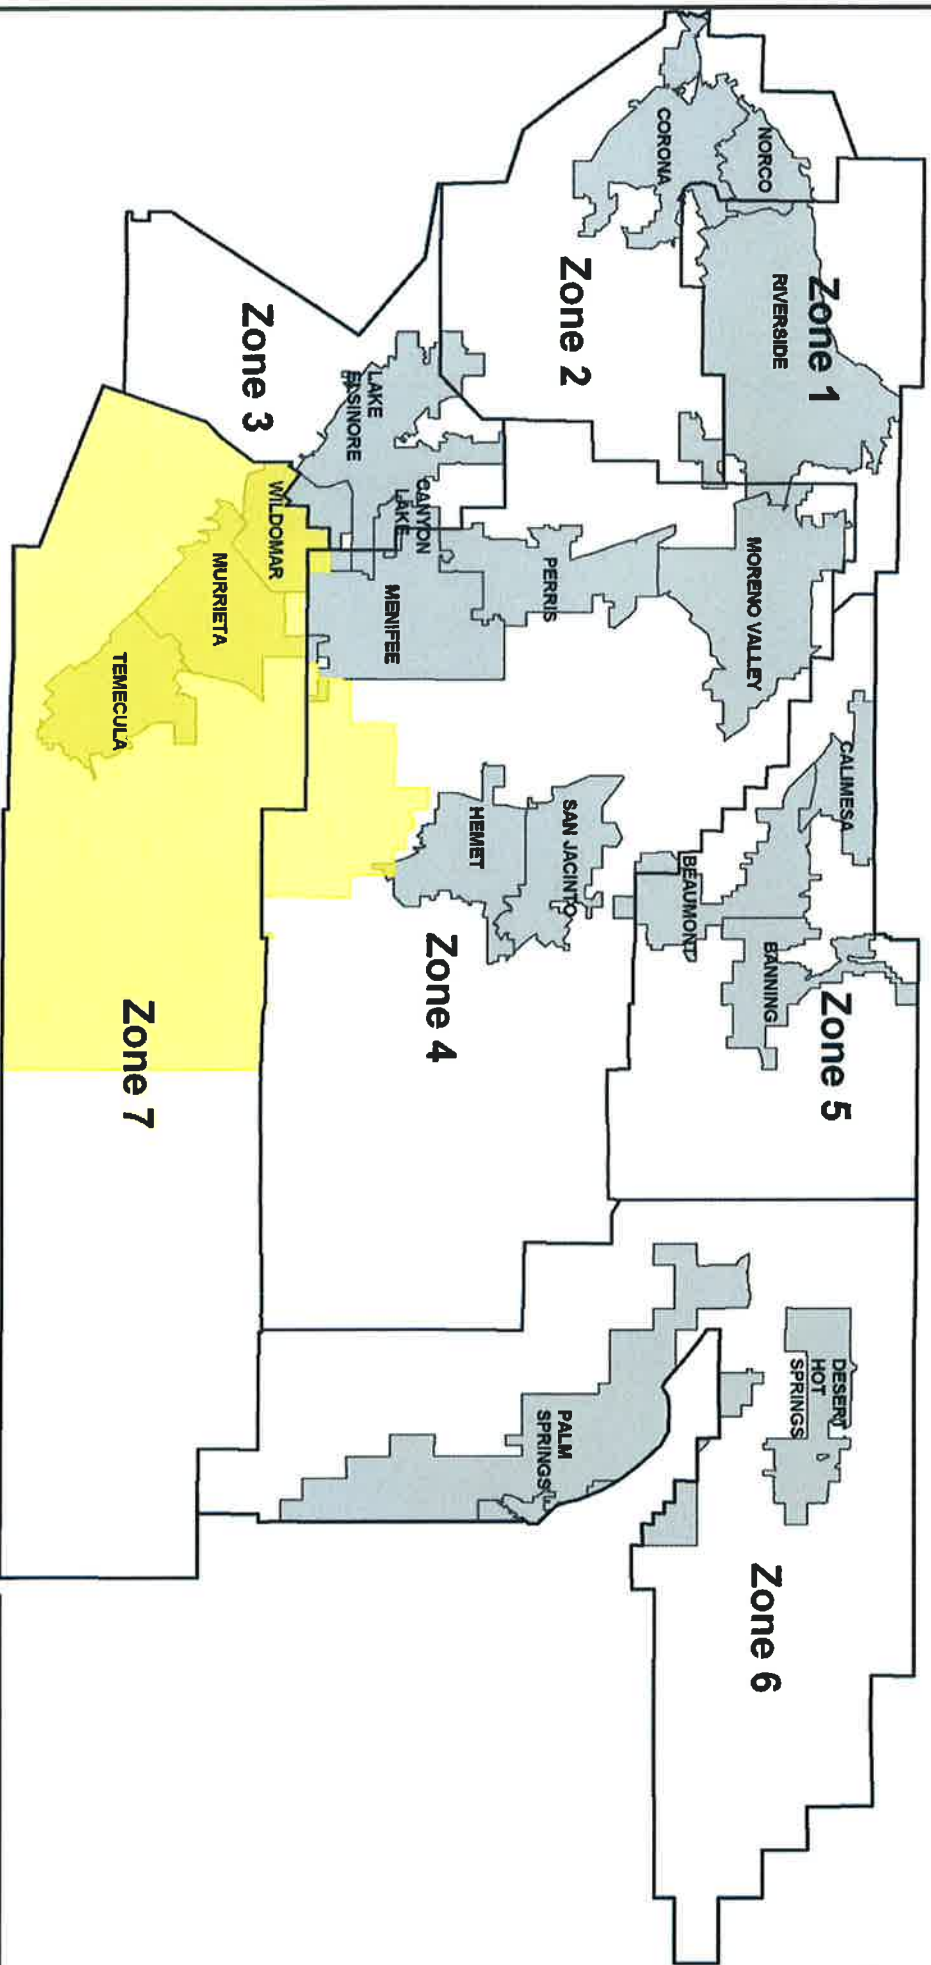 Zone 1
RIVERSIDE
NORCO
CORONA
Zone 2
MORENO VALLEY
CALIMESA
BEAUMONT
BANNING
Zone 5
DESERT
HOT
SPRINGS
Zone 6
PALM
SPRINGS
PERRIS
SAN JACINTO
HEMET
Zone 4
CANYON
LAKE
MENIFEE
LAKE
ELSINORE
Zone 3
WILDOMAR
MURRIETA
TEMECULA
Zone 7